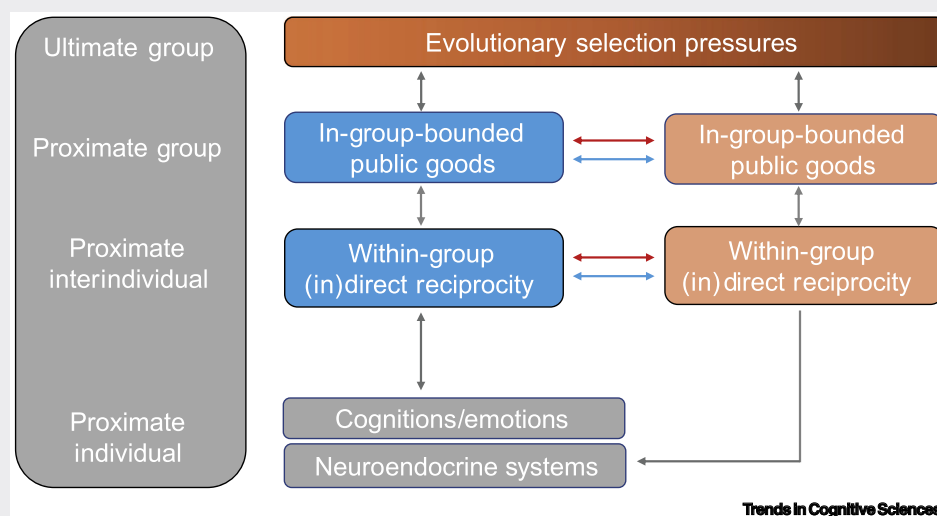 Ultimate group
Evolutionary selection pressures
Proximate group
In-group-bounded
public goods
In-group-bounded
public goods
Proximate
interindividual
Within-group
(in)direct reciprocity
Within-group
(in)direct reciprocity
Proximate
individual
Cognitions/emotions
Neuroendocrine systems
Trends in Cognitive Sciences